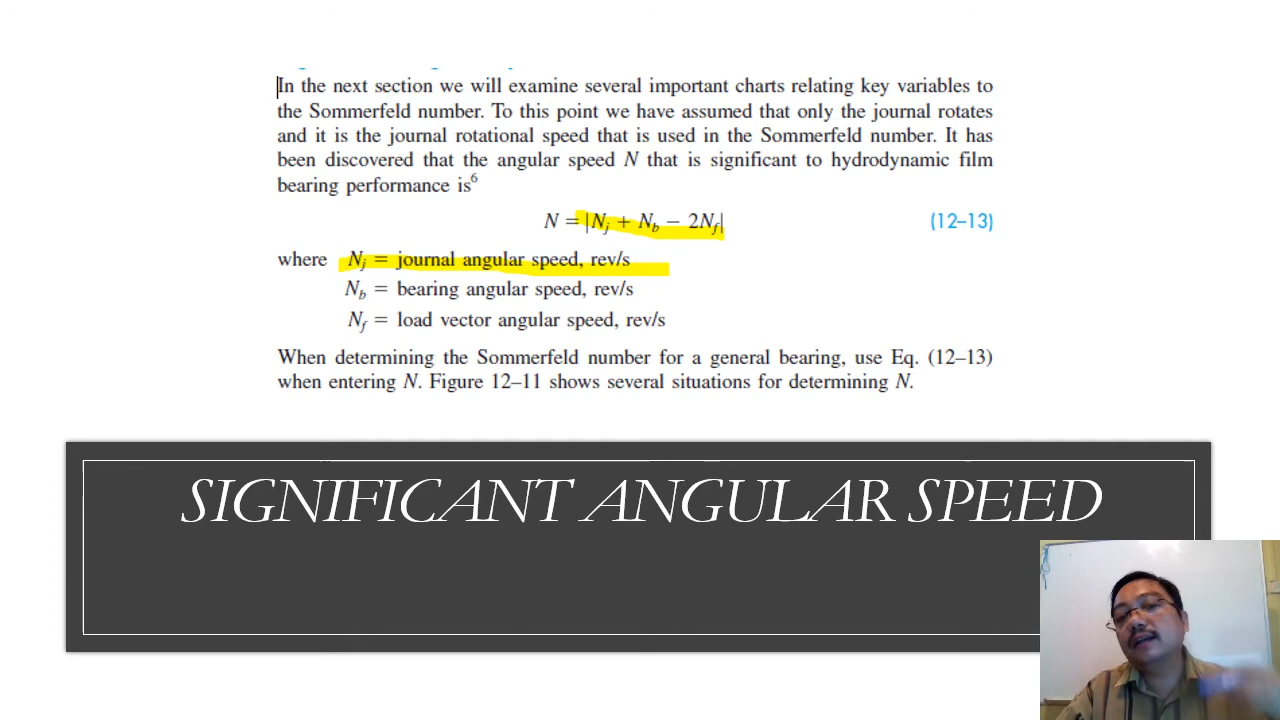 In the next section we will examine several important charts relating key variables to
the Sommerfeld number. To this point we have assumed that only the journal rotates
and it is the journal rotational speed that is used in the Sommerfeld number. It has
been discovered that the angular speed N that is significant to hydrodynamic film
bearing performance is⁶
N = |Nⱼ + N_b − 2N_f| (12–13)
where Nⱼ = journal angular speed, rev/s
N_b = bearing angular speed, rev/s
N_f = load vector angular speed, rev/s
When determining the Sommerfeld number for a general bearing, use Eq. (12–13)
when entering N. Figure 12–11 shows several situations for determining N.
SIGNIFICANT ANGULAR SPEED